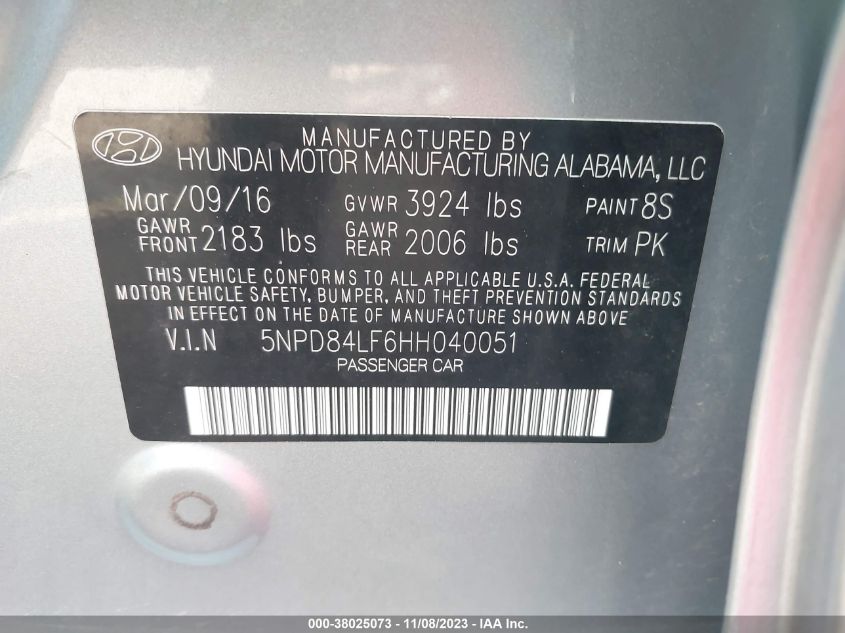 MANUFACTURED BY
HYUNDAI MOTOR MANUFACTURING ALABAMA, LLC
Mar/09/16 GVWR 3924 lbs PAINT 8S
GAWR FRONT 2183 lbs GAWR REAR 2006 lbs TRIM PK
THIS VEHICLE CONFORMS TO ALL APPLICABLE U.S.A. FEDERAL
MOTOR VEHICLE SAFETY, BUMPER, AND THEFT PREVENTION STANDARDS
IN EFFECT ON THE DATE OF MANUFACTURE SHOWN ABOVE
V.I.N 5NPD84LF6HH040051
PASSENGER CAR
000-38025073 - 11/08/2023 - IAA Inc.